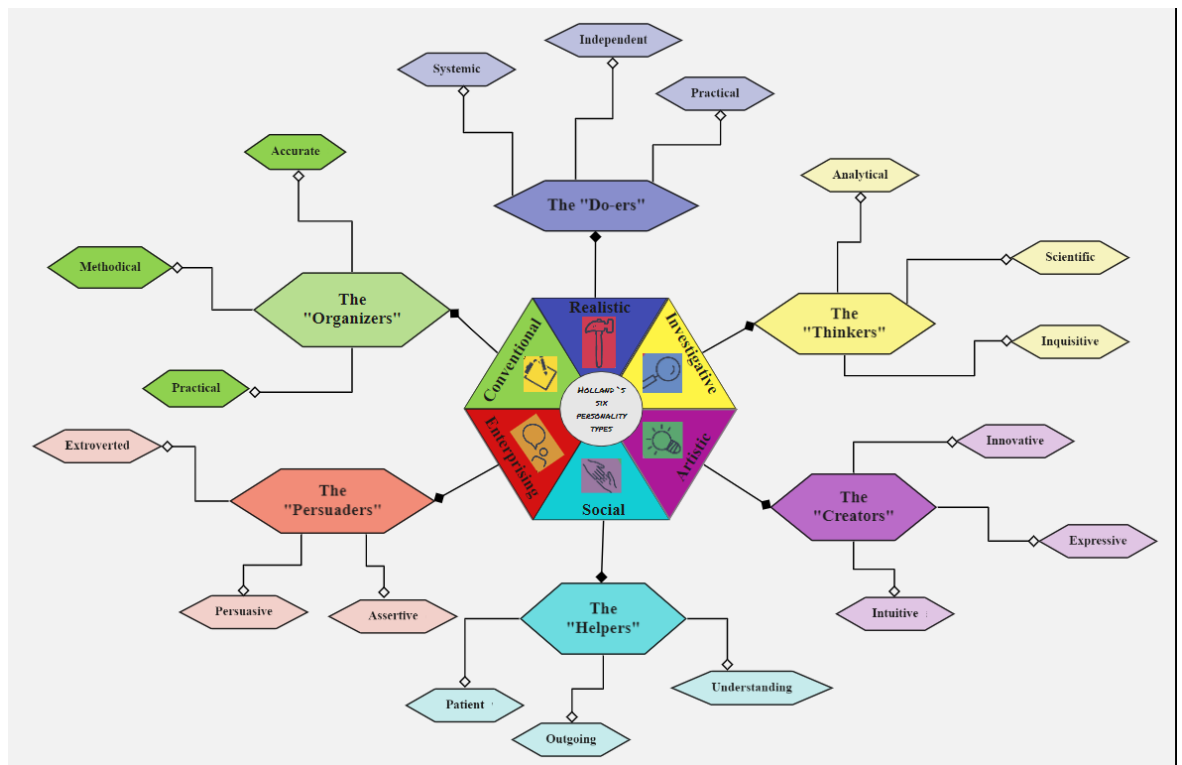 Independent
Systemic
Practical
The "Do-ers"
Accurate
Methodical
The
"Organizers"
Practical
Analytical
Scientific
The
"Thinkers"
Inquisitive
Realistic
Investigative
Conventional
HOLLAND`S
SIX
PERSONALITY
TYPES
Enterprising
Artistic
Social
Extroverted
The
"Persuaders"
Persuasive
Assertive
Innovative
The
"Creators"
Expressive
Intuitive
The
"Helpers"
Patient
Outgoing
Understanding